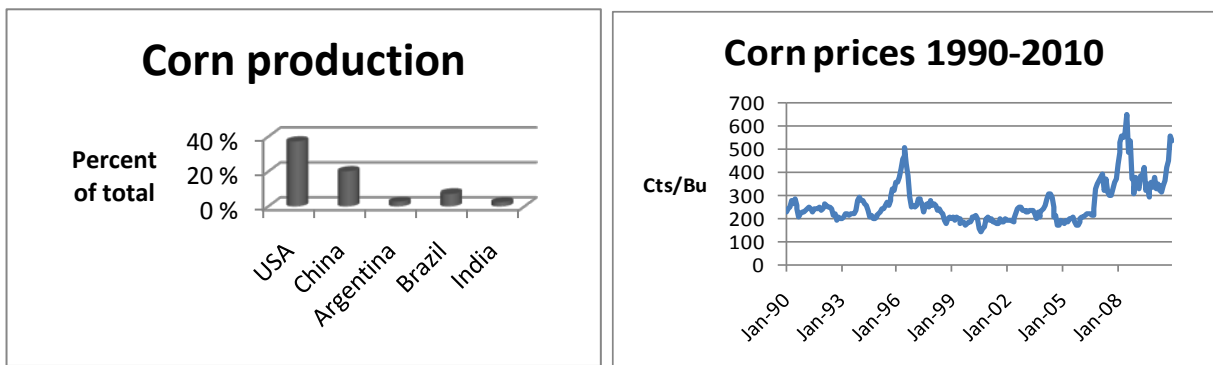 Corn production
Percent
of total
40 %
20 %
0 %
USA
China
Argentina
Brazil
India
Corn prices 1990-2010
Cts/Bu
700
600
500
400
300
200
100
0
Jan-90
Jan-93
Jan-96
Jan-99
Jan-02
Jan-05
Jan-08